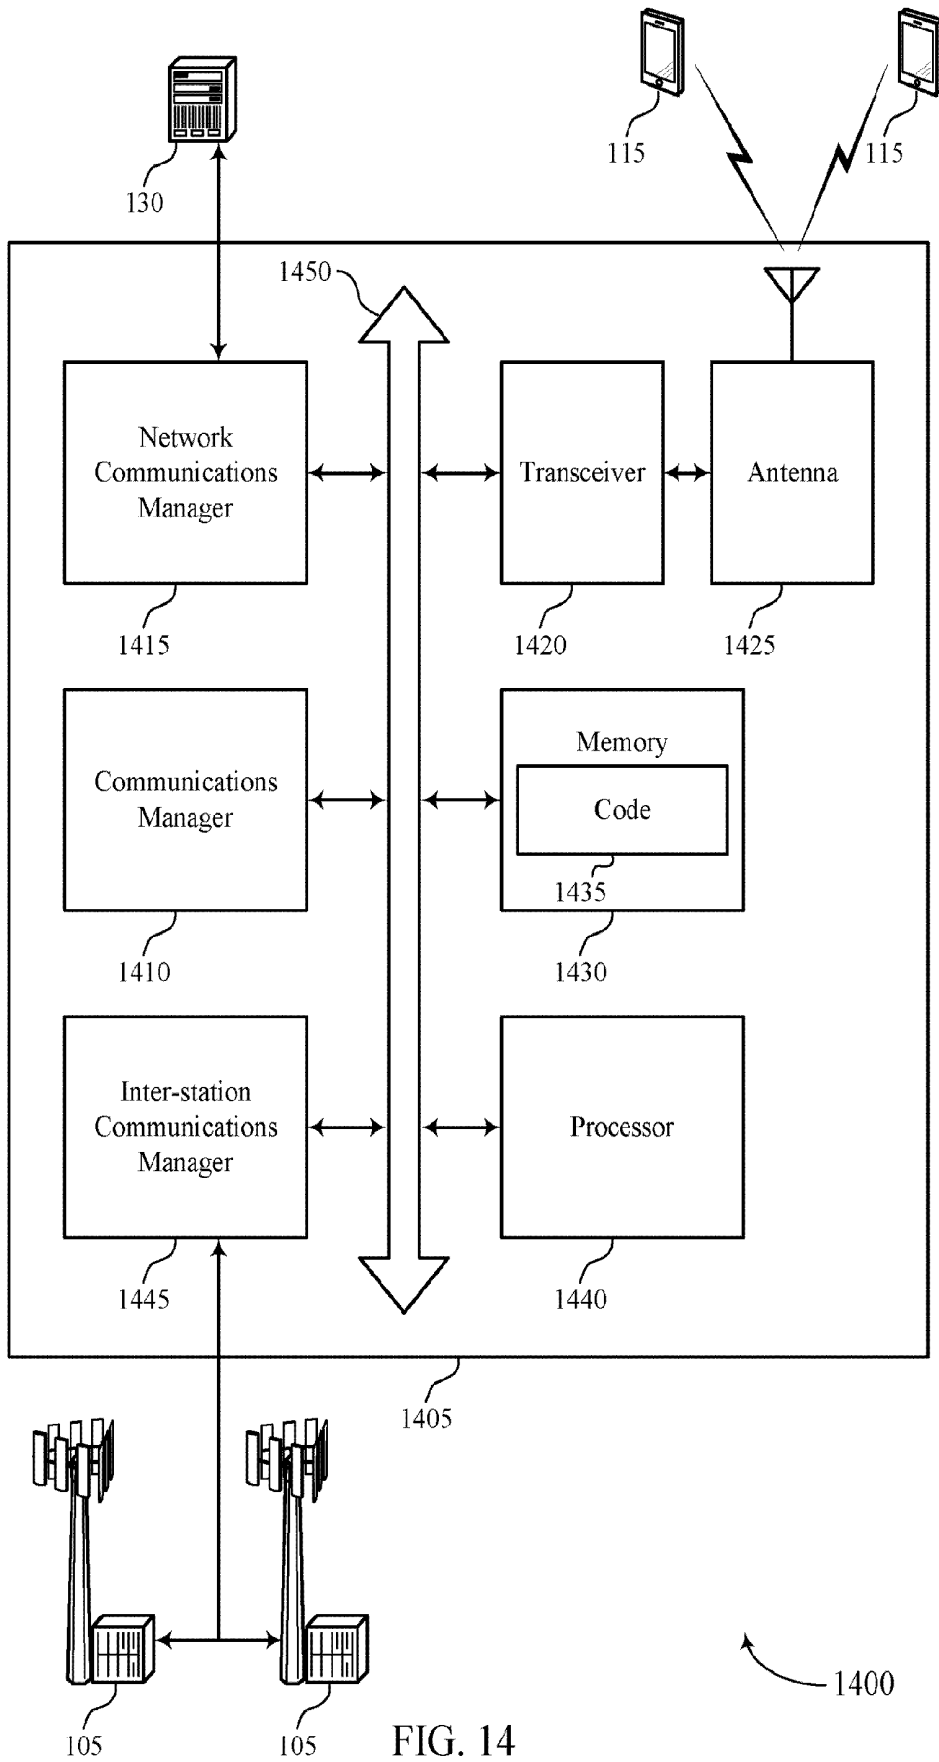 115
115
130
1450
Network
Communications
Manager
Transceiver
Antenna
1415
1420
1425
Communications
Manager
Memory
Code
1435
1410
1430
Inter-station
Communications
Manager
Processor
1445
1440
1405
1400
105
105
FIG. 14